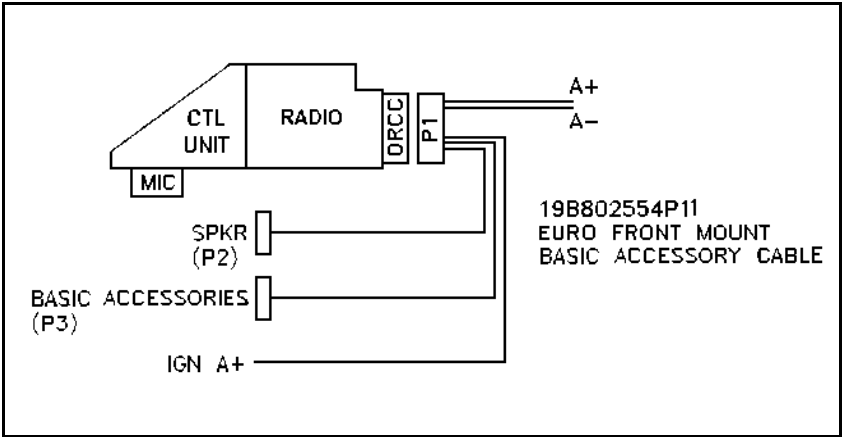 CTL
UNIT
RADIO
ORCC
P1
A+
A-
MIC
SPKR
(P2)
19B802554P11
EURO FRONT MOUNT
BASIC ACCESSORY CABLE
BASIC ACCESSORIES
(P3)
IGN A+